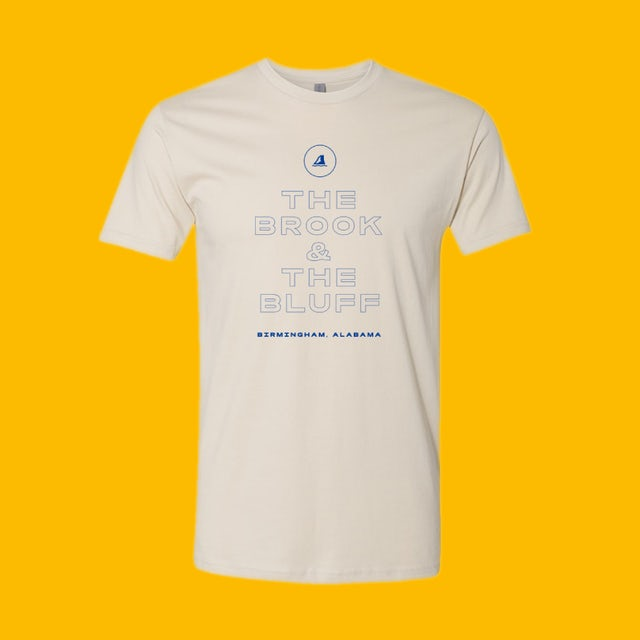 THE
BROOK
&
THE
BLUFF
BIRMINGHAM, ALABAMA